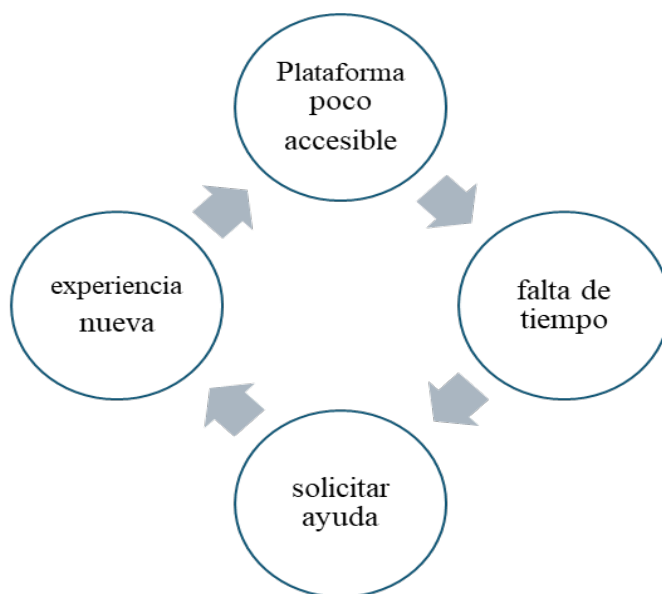 Plataforma
poco
accesible
falta de
tiempo
solicitar
ayuda
experiencia
nueva